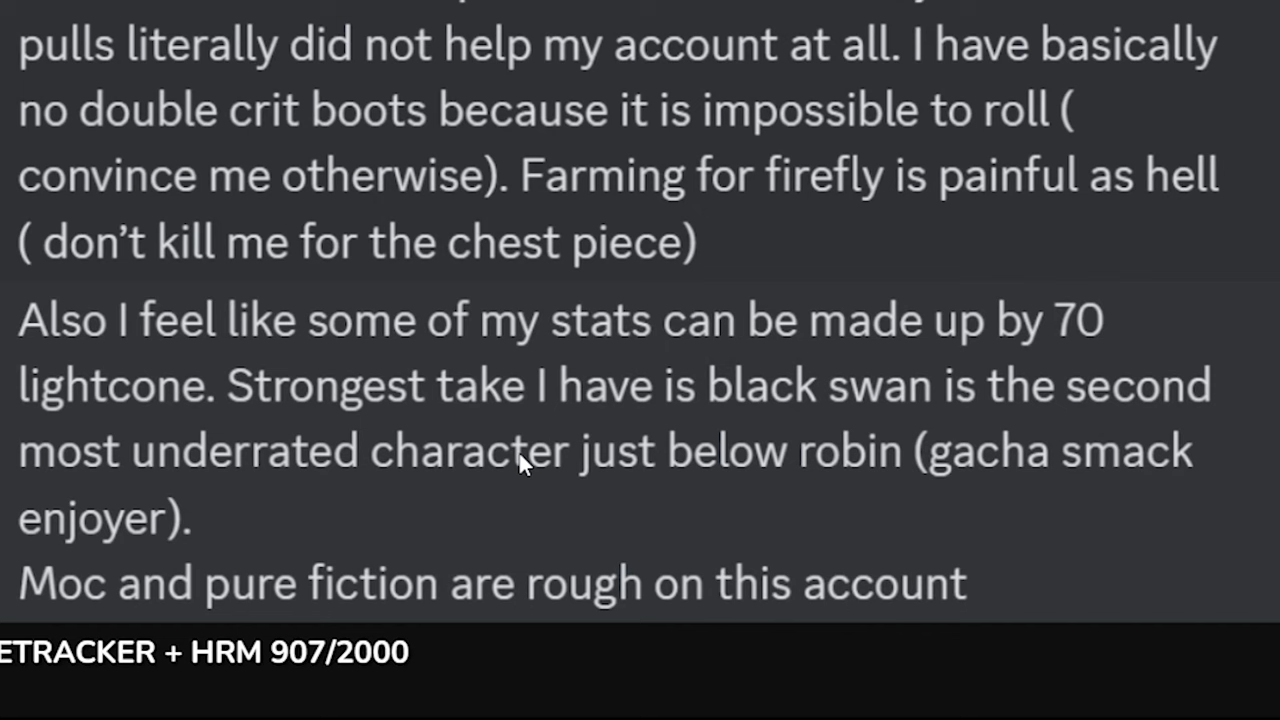 pulls literally did not help my account at all. I have basically
no double crit boots because it is impossible to roll (
convince me otherwise). Farming for firefly is painful as hell
( don’t kill me for the chest piece)
Also I feel like some of my stats can be made up by 70
lightcone. Strongest take I have is black swan is the second
most underrated character just below robin (gacha smack
enjoyer).
Moc and pure fiction are rough on this account
ETRACKER + HRM 907/2000